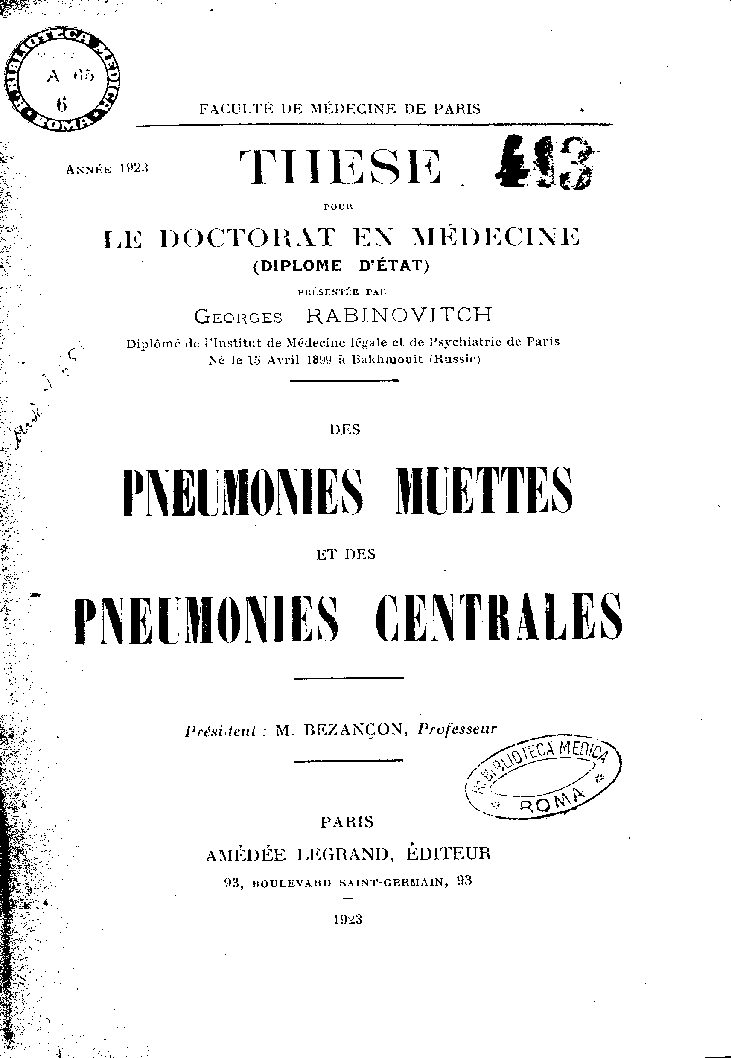 BIBLIOTECA MEDICA
A 65
6
ROMA
FACULTÉ DE MÉDECINE DE PARIS
ANNÉE 1923
THESE
POUR
LE DOCTORAT EN MÉDECINE
(DIPLOME D'ÉTAT)
PRÉSENTÉE PAR
GEORGES RABINOVITCH
Diplômé de l'Institut de Médecine légale et de Psychiatrie de Paris
Né le 15 Avril 1899 à Bakhmouit (Russie)
DES
PNEUMONIES MUETTES
ET DES
PNEUMONIES CENTRALES
Président : M. BEZANÇON, Professeur
BIBLIOTECA MEDICA
ROMA
PARIS
AMÉDÉE LEGRAND, ÉDITEUR
93, BOULEVARD SAINT-GERMAIN, 93
1923